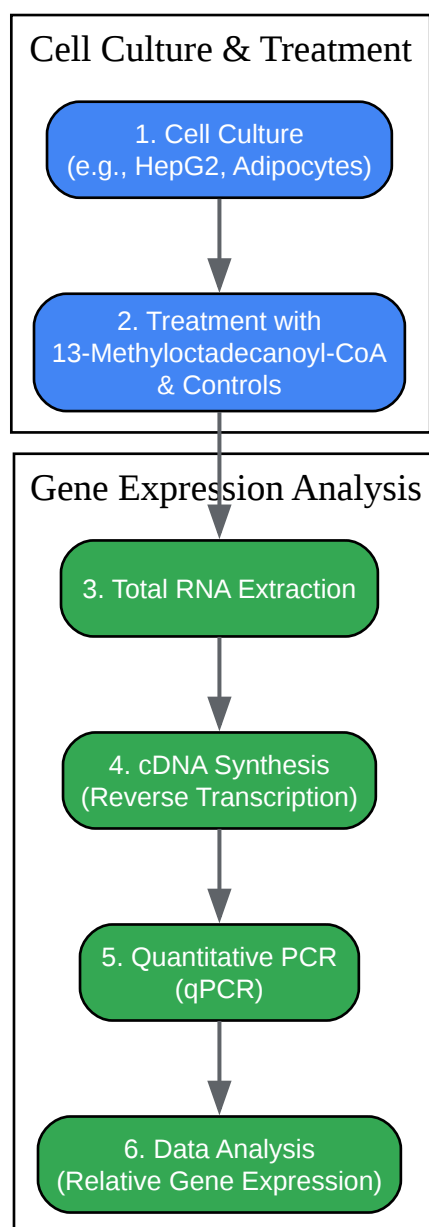 Cell Culture & Treatment
1. Cell Culture
(e.g., HepG2, Adipocytes)
2. Treatment with
13-Methyloctadecanoyl-CoA
& Controls
Gene Expression Analysis
3. Total RNA Extraction
4. cDNA Synthesis
(Reverse Transcription)
5. Quantitative PCR
(qPCR)
6. Data Analysis
(Relative Gene Expression)